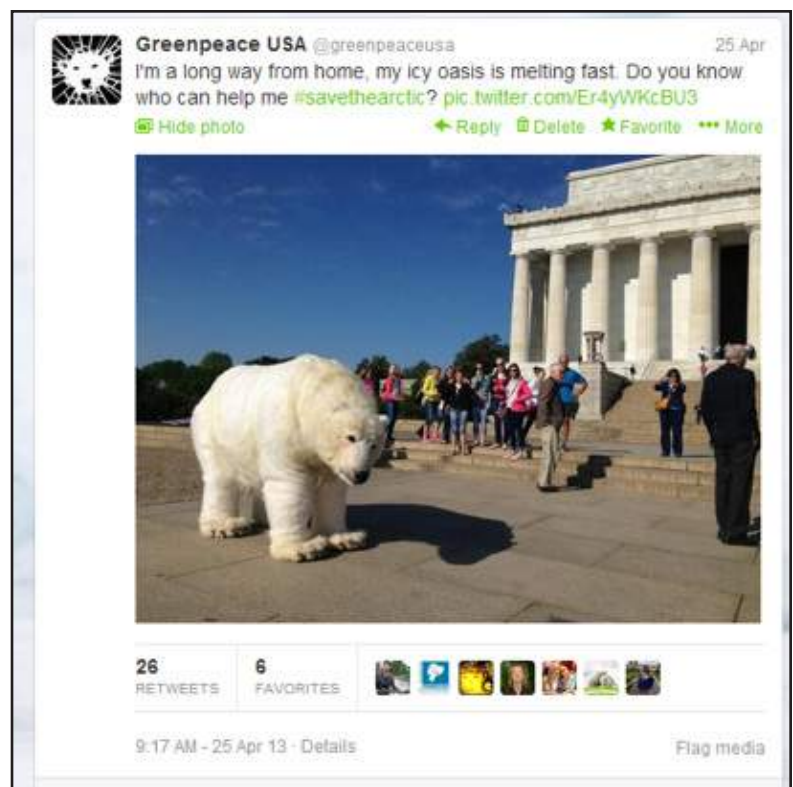 Greenpeace USA @greenpeaceusa 25 Apr
I'm a long way from home, my icy oasis is melting fast. Do you know
who can help me #savethearctic? pic.twitter.com/Er4yWKcBU3
Hide photo Reply Delete Favorite More
26 6
RETWEETS FAVORITES
9:17 AM - 25 Apr 13 · Details Flag media